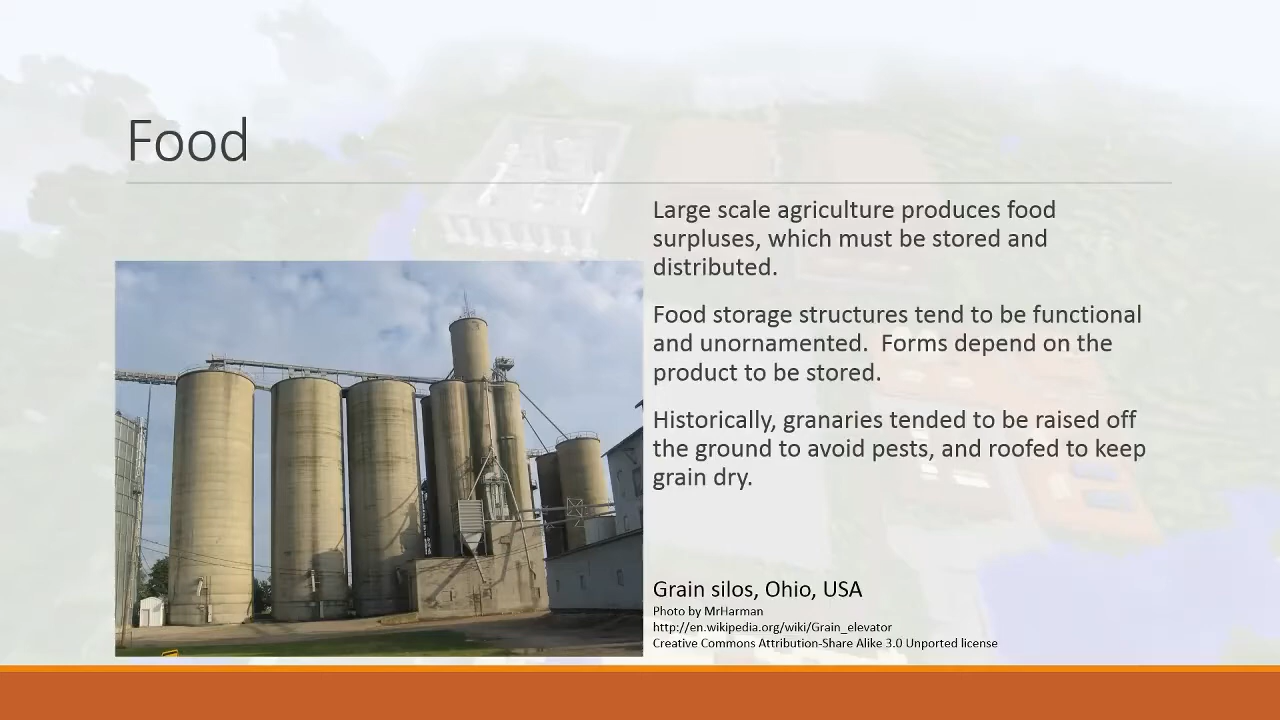 Food
Large scale agriculture produces food
surpluses, which must be stored and
distributed.
Food storage structures tend to be functional
and unornamented.  Forms depend on the
product to be stored.
Historically, granaries tended to be raised off
the ground to avoid pests, and roofed to keep
grain dry.
Grain silos, Ohio, USA
Photo by MrHarman
http://en.wikipedia.org/wiki/Grain_elevator
Creative Commons Attribution-Share Alike 3.0 Unported license